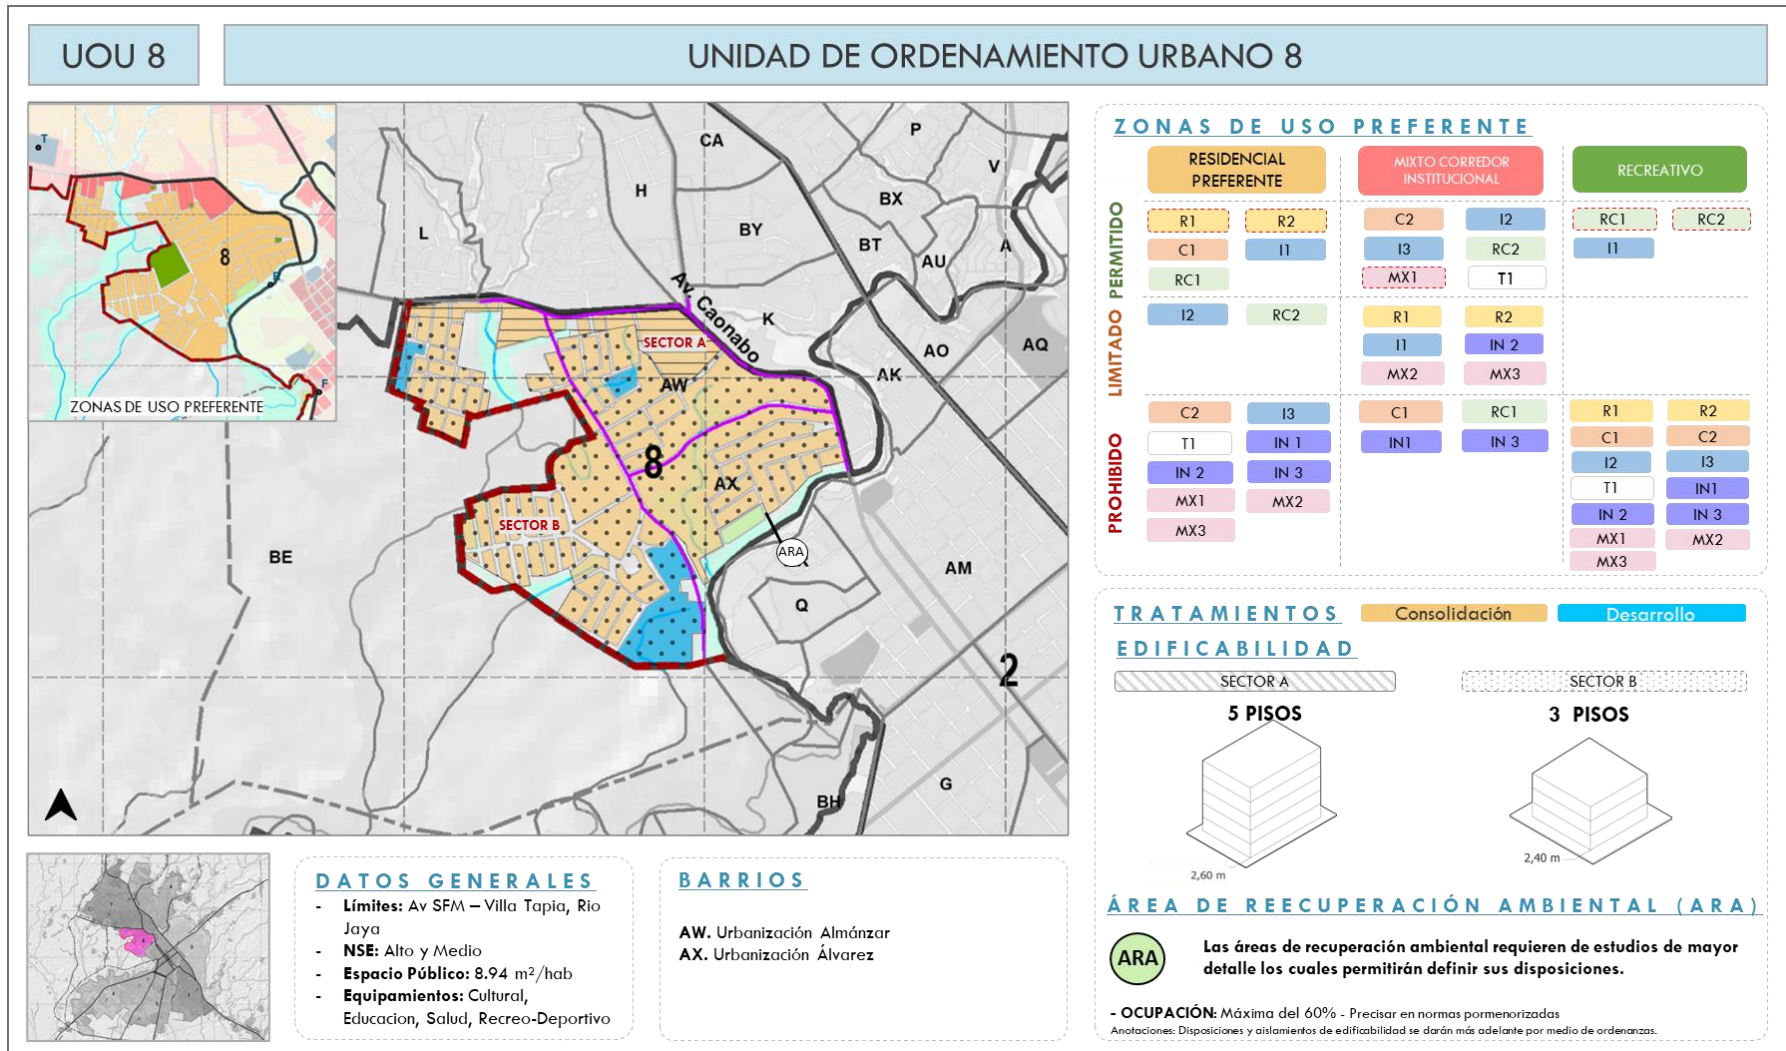 UOU 8
UNIDAD DE ORDENAMIENTO URBANO 8
T
8
B
F
ZONAS DE USO PREFERENTE
CA
P
V
H
BX
L
BY
BT
A
AU
Av. Caonabo
K
SECTOR A
AO
AQ
AK
AW
8
AX
SECTOR B
BE
ARA
AM
Q
2
G
BH
ZONAS DE USO PREFERENTE
RESIDENCIAL PREFERENTE
MIXTO CORREDOR INSTITUCIONAL
RECREATIVO
PERMITIDO
R1 R2 C2 I2 RC1 RC2
C1 I1 I3 RC2 I1
RC1 MX1 T1
LIMITADO
I2 RC2 R1 R2
I1 IN 2
MX2 MX3
PROHIBIDO
C2 I3 C1 RC1 R1 R2
T1 IN 1 IN1 IN 3 C1 C2
IN 2 IN 3 I2 I3
MX1 MX2 T1 IN1
MX3 IN 2 IN 3
MX1 MX2
MX3
TRATAMIENTOS Consolidación Desarrollo
EDIFICABILIDAD
SECTOR A SECTOR B
5 PISOS 3 PISOS
2,60 m 2,40 m
ÁREA DE REECUPERACIÓN AMBIENTAL (ARA)
ARA
Las áreas de recuperación ambiental requieren de estudios de mayor
detalle los cuales permitirán definir sus disposiciones.
- OCUPACIÓN: Máxima del 60% - Precisar en normas pormenorizadas
Anotaciones: Disposiciones y aislamientos de edificabilidad se darán más adelante por medio de ordenanzas.
DATOS GENERALES
- Límites: Av SFM – Villa Tapia, Rio
Jaya
- NSE: Alto y Medio
- Espacio Público: 8.94 m²/hab
- Equipamientos: Cultural,
Educacion, Salud, Recreo-Deportivo
BARRIOS
AW. Urbanización Almánzar
AX. Urbanización Álvarez